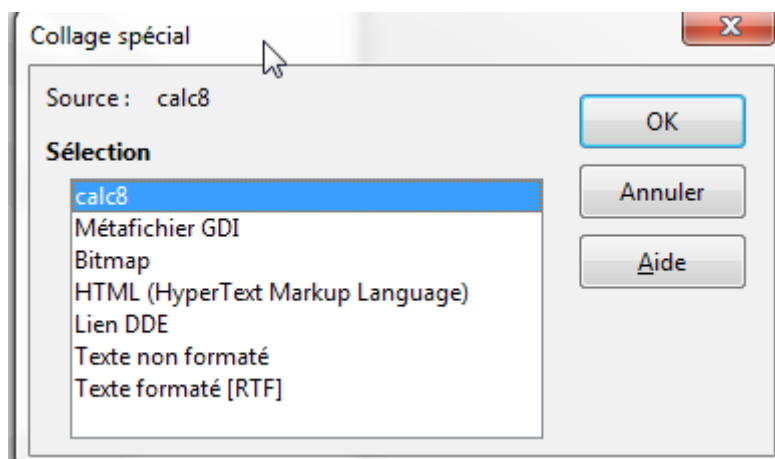 Collage spécial
Source : calc8
Sélection
calc8
Métafichier GDI
Bitmap
HTML (HyperText Markup Language)
Lien DDE
Texte non formaté
Texte formaté [RTF]
OK
Annuler
Aide